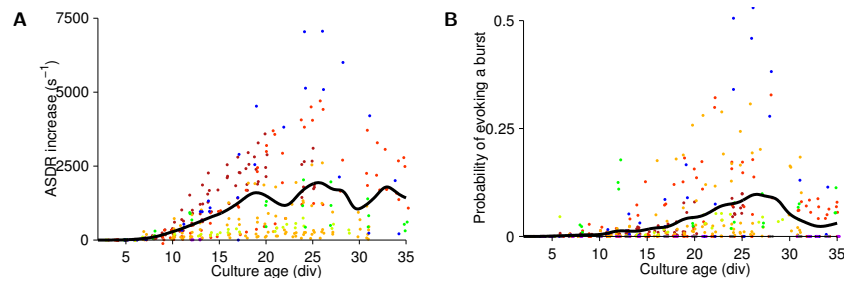 A
ASDR increase (s⁻¹)
7500
5000
2500
0
5 10 15 20 25 30 35
Culture age (div)
B
Probability of evoking a burst
0.5
0.25
0
5 10 15 20 25 30 35
Culture age (div)